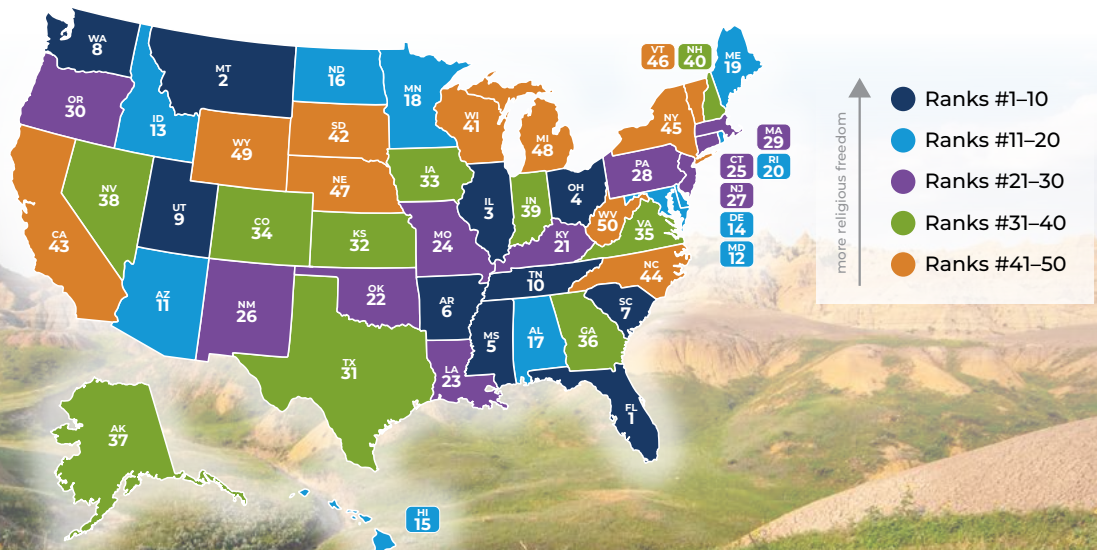 WA
8
MT
2
ND
16
MN
18
VT
46
NH
40
ME
19
OR
30
ID
13
WY
49
SD
42
WI
41
MI
48
NY
45
MA
29
CT
25
RI
20
NJ
27
DE
14
MD
12
NV
38
UT
9
CO
34
NE
47
IA
33
IL
3
IN
39
OH
4
PA
28
WV
50
VA
35
CA
43
AZ
11
NM
26
KS
32
MO
24
KY
21
NC
44
OK
22
AR
6
TN
10
SC
7
TX
31
LA
23
MS
5
AL
17
GA
36
FL
1
AK
37
HI
15
more religious freedom
Ranks #1–10
Ranks #11–20
Ranks #21–30
Ranks #31–40
Ranks #41–50